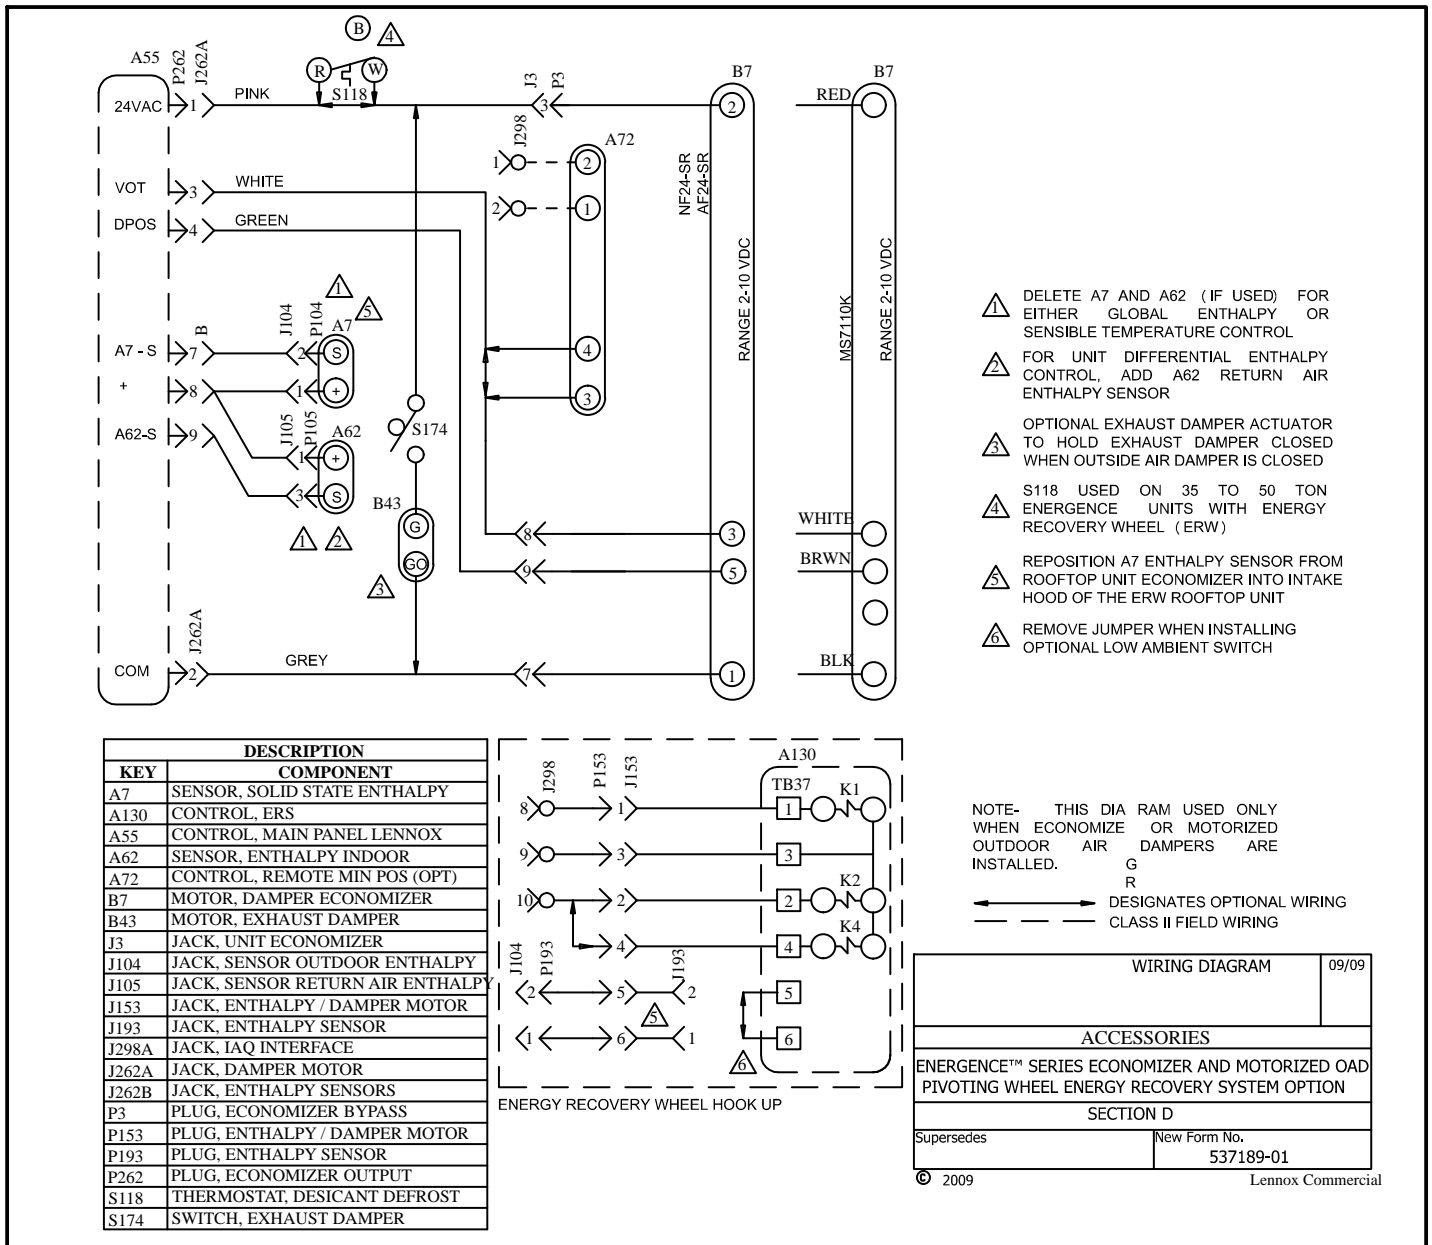 B
4
A55
P262
J262A
R
W
S118
J3
P3
B7
B7
24VAC
1
PINK
3
2
RED
J298
A72
1
2
2
1
NF24-SR
AF24-SR
VOT
3
WHITE
DPOS
4
GREEN
RANGE 2-10 VDC
MS7110K
RANGE 2-10 VDC
1
5
J104
P104
A7
B
A7 - S
7
2
S
4
+
8
1
+
3
A62-S
9
J105
P105
A62
S174
1
+
3
S
B43
1
2
G
GO
3
8
3
WHITE
9
5
BRWN
J262A
COM
2
GREY
7
1
BLK
1
DELETE A7 AND A62 ( IF USED) FOR
EITHER GLOBAL ENTHALPY OR
SENSIBLE TEMPERATURE CONTROL
2
FOR UNIT DIFFERENTIAL ENTHALPY
CONTROL, ADD A62 RETURN AIR
ENTHALPY SENSOR
3
OPTIONAL EXHAUST DAMPER ACTUATOR
TO HOLD EXHAUST DAMPER CLOSED
WHEN OUTSIDE AIR DAMPER IS CLOSED
4
S118 USED ON 35 TO 50 TON
ENERGENCE UNITS WITH ENERGY
RECOVERY WHEEL ( ERW )
5
REPOSITION A7 ENTHALPY SENSOR FROM
ROOFTOP UNIT ECONOMIZER INTO INTAKE
HOOD OF THE ERW ROOFTOP UNIT
6
REMOVE JUMPER WHEN INSTALLING
OPTIONAL LOW AMBIENT SWITCH
DESCRIPTION
KEY COMPONENT
A7 SENSOR, SOLID STATE ENTHALPY
A130 CONTROL, ERS
A55 CONTROL, MAIN PANEL LENNOX
A62 SENSOR, ENTHALPY INDOOR
A72 CONTROL, REMOTE MIN POS (OPT)
B7 MOTOR, DAMPER ECONOMIZER
B43 MOTOR, EXHAUST DAMPER
J3 JACK, UNIT ECONOMIZER
J104 JACK, SENSOR OUTDOOR ENTHALPY
J105 JACK, SENSOR RETURN AIR ENTHALPY
J153 JACK, ENTHALPY / DAMPER MOTOR
J193 JACK, ENTHALPY SENSOR
J298A JACK, IAQ INTERFACE
J262A JACK, DAMPER MOTOR
J262B JACK, ENTHALPY SENSORS
P3 PLUG, ECONOMIZER BYPASS
P153 PLUG, ENTHALPY / DAMPER MOTOR
P193 PLUG, ENTHALPY SENSOR
P262 PLUG, ECONOMIZER OUTPUT
S118 THERMOSTAT, DESICANT DEFROST
S174 SWITCH, EXHAUST DAMPER
J298
P153
J153
A130
TB37
K1
8
1
1
9
3
3
K2
10
2
2
K4
4
4
J104
P193
J193
2
5
2
5
5
1
6
1
6
6
ENERGY RECOVERY WHEEL HOOK UP
NOTE- THIS DIA RAM USED ONLY
WHEN ECONOMIZE OR MOTORIZED
OUTDOOR AIR DAMPERS ARE
INSTALLED. G
R
DESIGNATES OPTIONAL WIRING
CLASS II FIELD WIRING
WIRING DIAGRAM 09/09
ACCESSORIES
ENERGENCE™ SERIES ECONOMIZER AND MOTORIZED OAD
PIVOTING WHEEL ENERGY RECOVERY SYSTEM OPTION
SECTION D
Supersedes New Form No.
537189-01
© 2009 Lennox Commercial